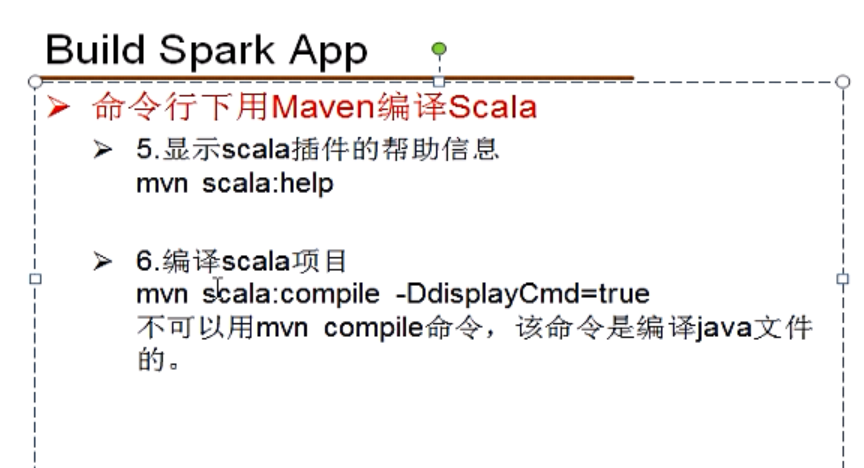 Build Spark App
命令行下用Maven编译Scala
5.显示scala插件的帮助信息
mvn scala:help
6.编译scala项目
mvn scala:compile -DdisplayCmd=true
不可以用mvn compile命令，该命令是编译java文件
的。